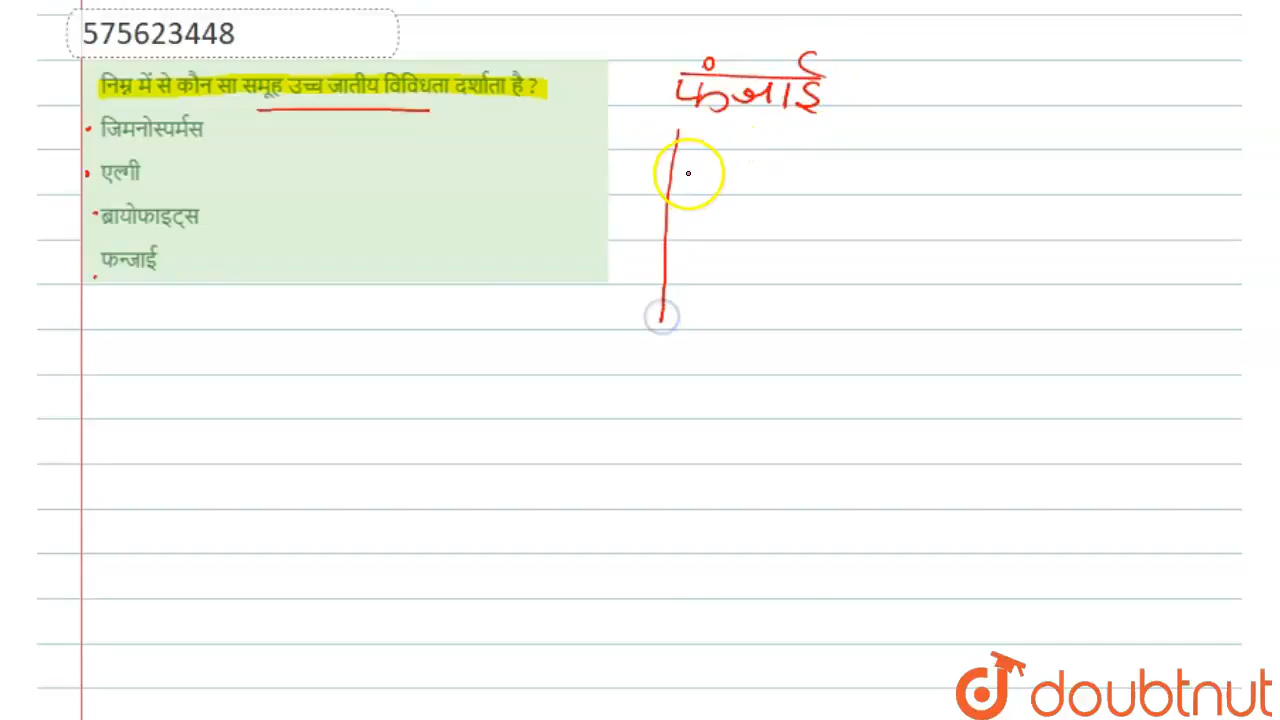 575623448
निम्न में से कौन सा समूह उच्च जातीय विविधता दर्शाता है ?
जिमनोस्पर्मस
एल्गी
ब्रायोफाइट्स
फन्जाई
फंजाई
doubtnut